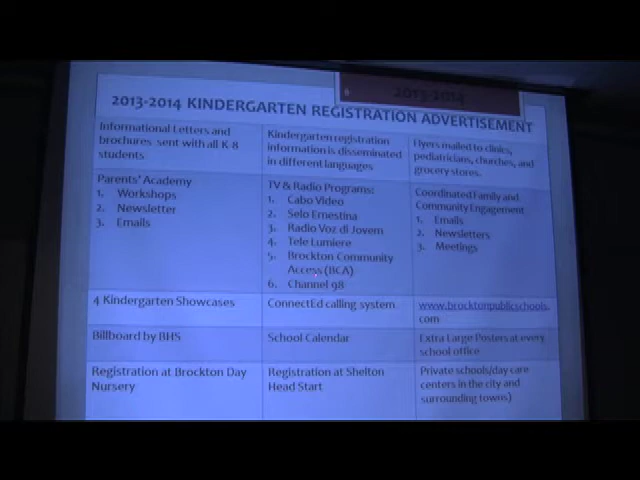 2013-2014
8
2013-2014 KINDERGARTEN REGISTRATION ADVERTISEMENT
Informational Letters and
brochures sent with all K-8
students
Kindergarten registration
information is disseminated
in different languages
Flyers mailed to clinics,
pediatricians, churches, and
grocery stores.
Parents' Academy
1. Workshops
2. Newsletter
3. Emails
TV & Radio Programs:
1. Cabo Video
2. Selo Ernestina
3. Radio Voz di Jovem
4. Tele Lumiere
5. Brockton Community
Access (BCA)
6. Channel 98
Coordinated Family and
Community Engagement
1. Emails
2. Newsletters
3. Meetings
4 Kindergarten Showcases
ConnectEd calling system
www.brocktonpublicschools.
com
Billboard by BHS
School Calendar
Extra Large Posters at every
school office
Registration at Brockton Day
Nursery
Registration at Shelton
Head Start
Private schools/day care
centers in the city and
surrounding towns)